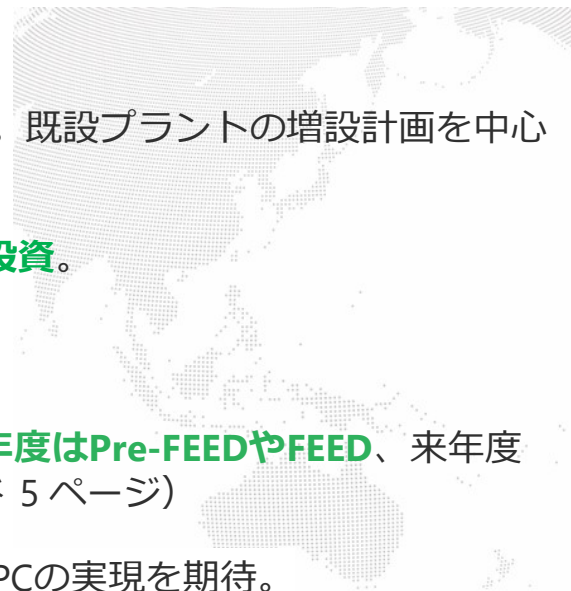 既設プラントの増設計画を中心
投資。
年度はPre-FEEDやFEED、来年度
5 ページ）
PCの実現を期待。